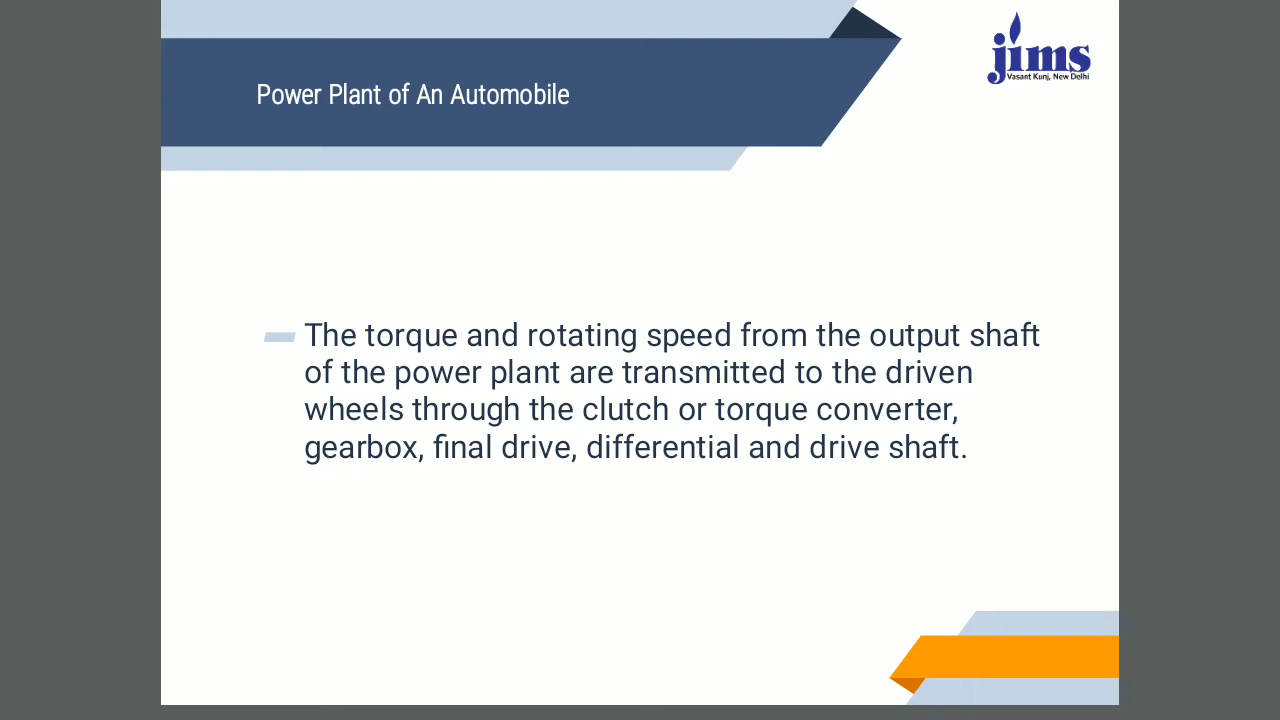 jims
Vasant Kunj, New Delhi
Power Plant of An Automobile
The torque and rotating speed from the output shaft
of the power plant are transmitted to the driven
wheels through the clutch or torque converter,
gearbox, final drive, differential and drive shaft.